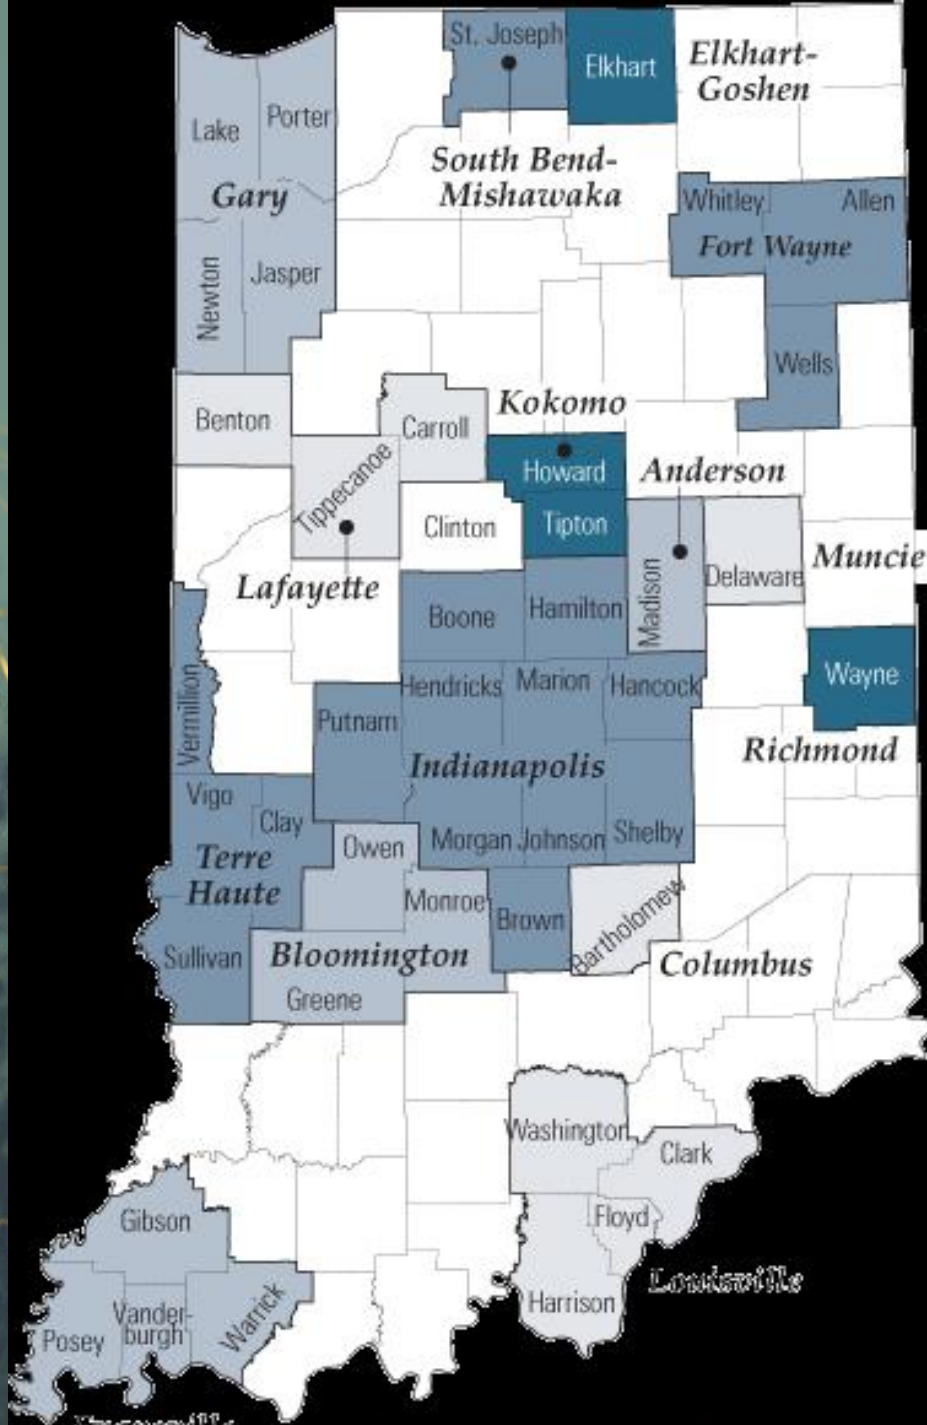 St. Joseph
Elkhart
Elkhart-
Goshen
Lake
Porter
South Bend-
Mishawaka
Gary
Whitley
Allen
Fort Wayne
Newton
Jasper
Wells
Benton
Carroll
Kokomo
Howard
Anderson
Tippecanoe
Clinton
Tipton
Lafayette
Madison
Delaware
Muncie
Boone
Hamilton
Vermillion
Hendricks
Marion
Hancock
Wayne
Putnam
Richmond
Indianapolis
Vigo
Clay
Morgan
Johnson
Shelby
Terre
Haute
Owen
Monroe
Brown
Bartholomew
Sullivan
Bloomington
Columbus
Greene
Washington
Clark
Gibson
Floyd
Louisville
Harrison
Posey
Vander-
burgh
Warrick